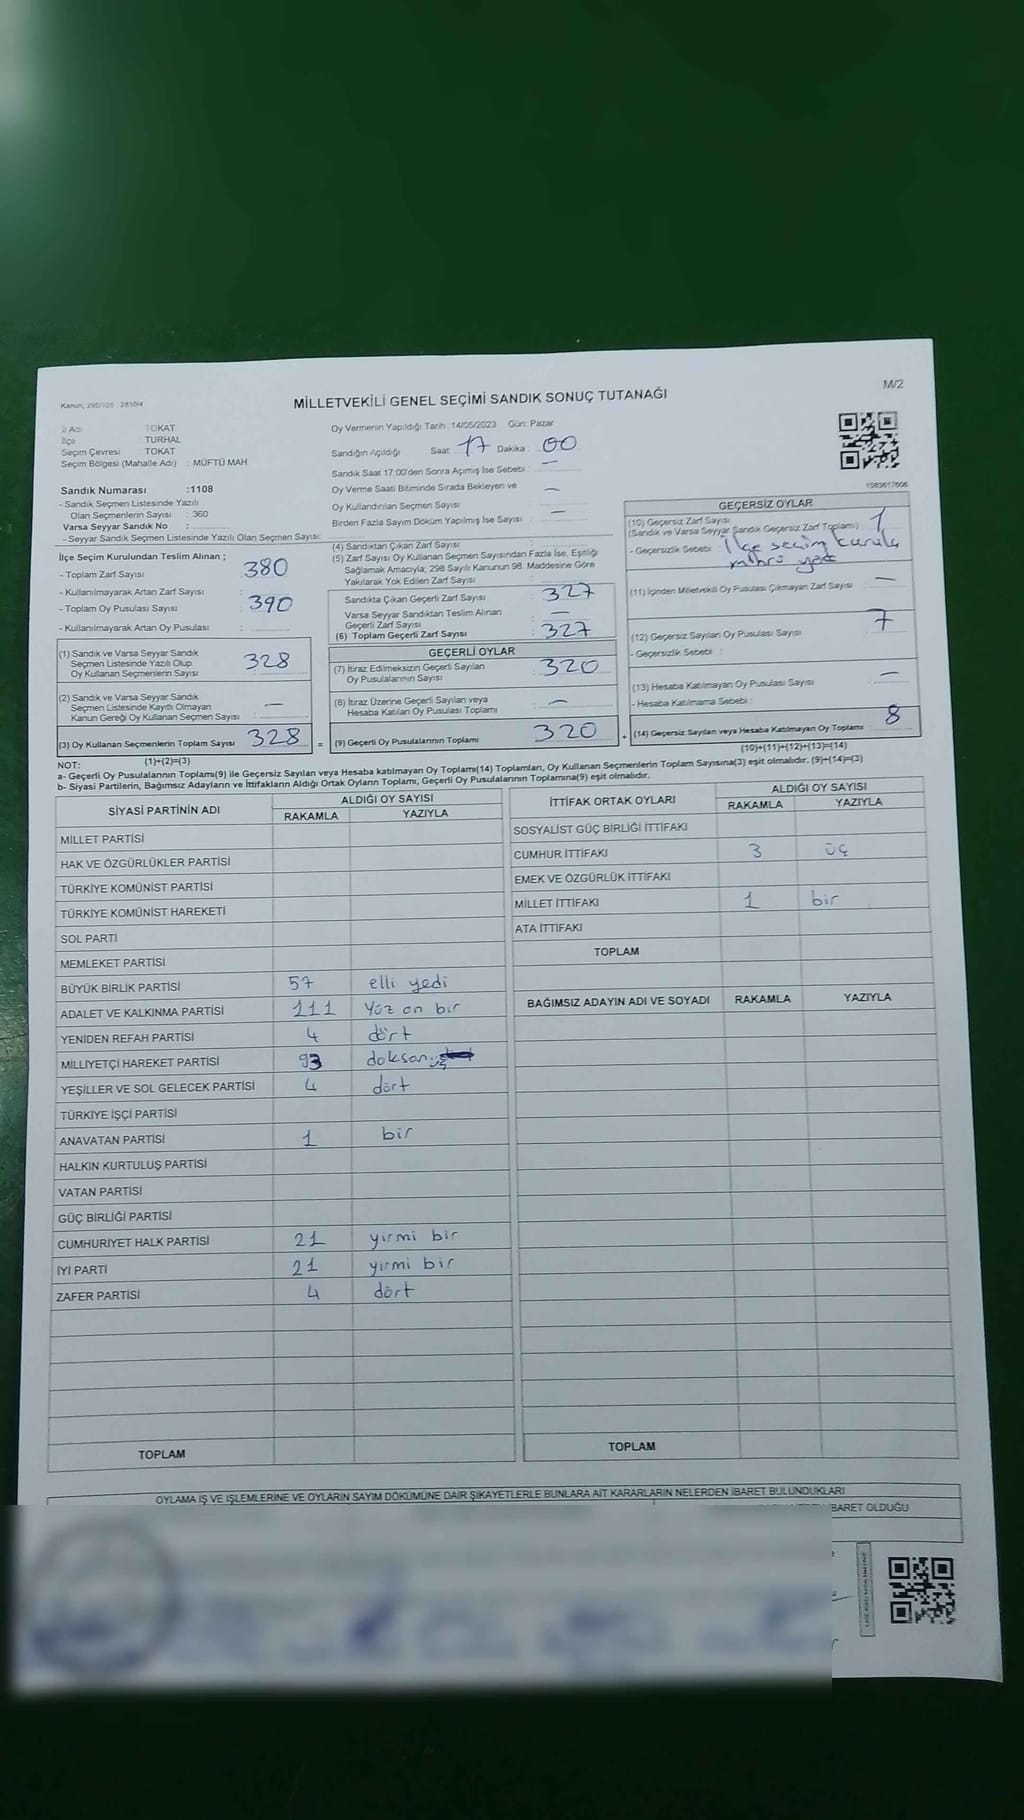 Kanun; 298/105 - 2839/4
MİLLETVEKİLİ GENEL SEÇİMİ SANDIK SONUÇ TUTANAĞI
M/2
İl Adı TOKAT
İlçe TURHAL
Seçim Çevresi TOKAT
Seçim Bölgesi (Mahalle Adı) : MÜFTÜ MAH
Sandık Numarası :1108
- Sandık Seçmen Listesinde Yazılı
Olan Seçmenlerin Sayısı : 360
Varsa Seyyar Sandık No :
- Seyyar Sandık Seçmen Listesinde Yazılı Olan Seçmen Sayısı:
Oy Vermenin Yapıldığı Tarih :14/05/2023 Gün: Pazar
Sandığın Açıldığı Saat: 17 Dakika : 00
Sandık Saat 17:00'den Sonra Açımış İse Sebebi : —
Oy Verme Saati Bitiminde Sırada Bekleyen ve
Oy Kullandırılan Seçmen Sayısı : —
Birden Fazla Sayım Döküm Yapılmış İse Sayısı : —
1983617606
İlçe Seçim Kurulundan Teslim Alınan ;
- Toplam Zarf Sayısı : 380
- Kullanılmayarak Artan Zarf Sayısı :
- Toplam Oy Pusulası Sayısı : 390
- Kullanılmayarak Artan Oy Pusulası :
(1) Sandık ve Varsa Seyyar Sandık
Seçmen Listesinde Yazılı Olup
Oy Kullanan Seçmenlerin Sayısı : 328
(2) Sandık ve Varsa Seyyar Sandık
Seçmen Listesinde Kayıtlı Olmayan
Kanun Gereği Oy Kullanan Seçmen Sayısı : —
(3) Oy Kullanan Seçmenlerin Toplam Sayısı : 328
(1)+(2)=(3)
(4) Sandıktan Çıkan Zarf Sayısı :
(5) Zarf Sayısı Oy Kullanan Seçmen Sayısından Fazla İse, Eşitliği
Sağlamak Amacıyla; 298 Sayılı Kanunun 98. Maddesine Göre
Yakılarak Yok Edilen Zarf Sayısı :
Sandıkta Çıkan Geçerli Zarf Sayısı : 327
Varsa Seyyar Sandıktan Teslim Alınan
Geçerli Zarf Sayısı : —
(6) Toplam Geçerli Zarf Sayısı : 327
GEÇERLİ OYLAR
(7) İtiraz Edilmeksizin Geçerli Sayılan
Oy Pusulalarının Sayısı : 320
(8) İtiraz Üzerine Geçerli Sayılan veya
Hesaba Katılan Oy Pusulası Toplamı : —
= (9) Geçerli Oy Pusulalarının Toplamı : 320
GEÇERSİZ OYLAR
(10) Geçersiz Zarf Sayısı
(Sandık ve Varsa Seyyar Sandık Geçersiz Zarf Toplamı) : 1
- Geçersizlik Sebebi : ilçe seçim kurulu
mührü yok
(11) İçinden Milletvekili Oy Pusulası Çıkmayan Zarf Sayısı : —
(12) Geçersiz Sayılan Oy Pusulası Sayısı : 7
- Geçersizlik Sebebi :
(13) Hesaba Katılmayan Oy Pusulası Sayısı : —
- Hesaba Katılmama Sebebi :
+ (14) Geçersiz Sayılan veya Hesaba Katılmayan Oy Toplamı : 8
(10)+(11)+(12)+(13)=(14)
NOT:
a- Geçerli Oy Pusulalarının Toplamı(9) ile Geçersiz Sayılan veya Hesaba katılmayan Oy Toplamı(14) Toplamları, Oy Kullanan Seçmenlerin Toplam Sayısına(3) eşit olmalıdır. (9)+(14)=(3)
b- Siyasi Partilerin, Bağımsız Adayların ve İttifakların Aldığı Ortak Oyların Toplamı, Geçerli Oy Pusulalarının Toplamına(9) eşit olmalıdır.
SİYASİ PARTİNİN ADI
ALDIĞI OY SAYISI
RAKAMLA YAZIYLA
MİLLET PARTİSİ
HAK VE ÖZGÜRLÜKLER PARTİSİ
TÜRKİYE KOMÜNİST PARTİSİ
TÜRKİYE KOMÜNİST HAREKETİ
SOL PARTİ
MEMLEKET PARTİSİ
BÜYÜK BİRLİK PARTİSİ 57 elli yedi
ADALET VE KALKINMA PARTİSİ 111 Yüz on bir
YENİDEN REFAH PARTİSİ 4 dört
MİLLİYETÇİ HAREKET PARTİSİ 93 doksan üç
YEŞİLLER VE SOL GELECEK PARTİSİ 4 dört
TÜRKİYE İŞÇİ PARTİSİ
ANAVATAN PARTİSİ 1 bir
HALKIN KURTULUŞ PARTİSİ
VATAN PARTİSİ
GÜÇ BİRLİĞİ PARTİSİ
CUMHURİYET HALK PARTİSİ 21 yirmi bir
İYİ PARTİ 21 yirmi bir
ZAFER PARTİSİ 4 dört
TOPLAM
İTTİFAK ORTAK OYLARI
ALDIĞI OY SAYISI
RAKAMLA YAZIYLA
SOSYALİST GÜÇ BİRLİĞİ İTTİFAKI
CUMHUR İTTİFAKI 3 üç
EMEK VE ÖZGÜRLÜK İTTİFAKI
MİLLET İTTİFAKI 1 bir
ATA İTTİFAKI
TOPLAM
BAĞIMSIZ ADAYIN ADI VE SOYADI RAKAMLA YAZIYLA
TOPLAM
OYLAMA İŞ VE İŞLEMLERİNE VE OYLARIN SAYIM DÖKÜMÜNE DAİR ŞİKAYETLERLE BUNLARA AİT KARARLARIN NELERDEN İBARET BULUNDUKLARI
İBARET OLDUĞU